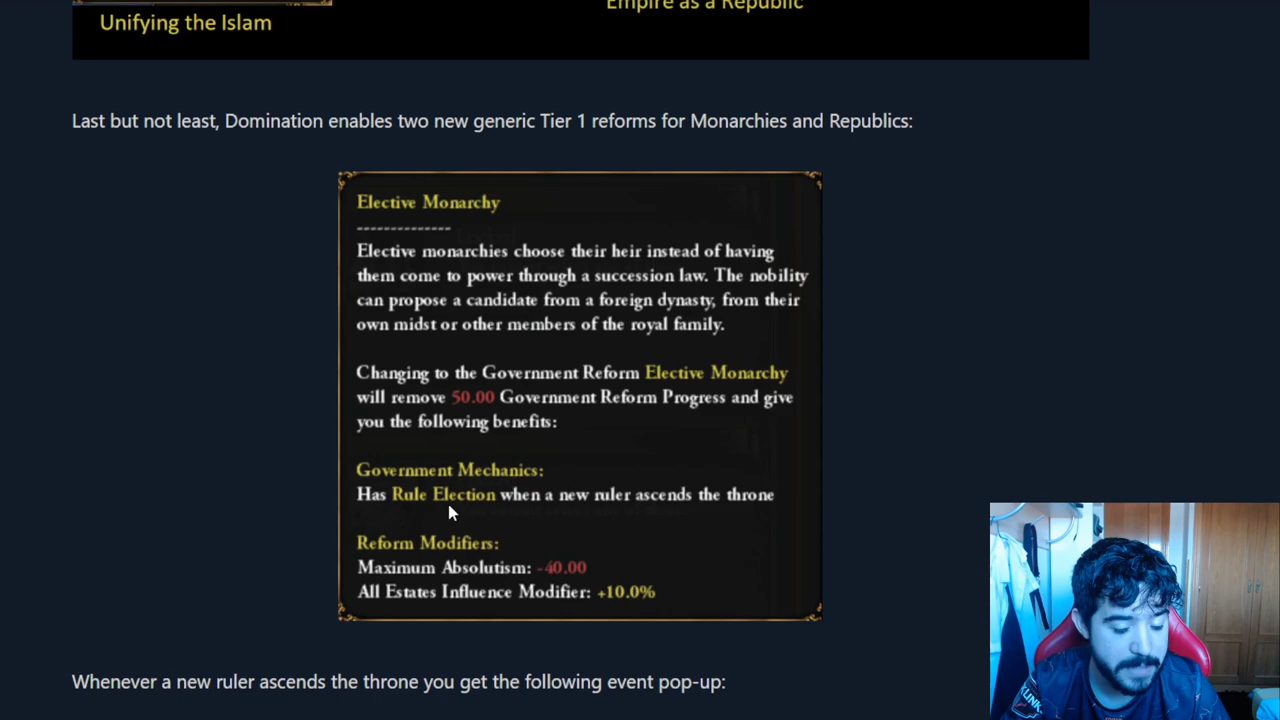 Empire as a Republic
Unifying the Islam
Last but not least, Domination enables two new generic Tier 1 reforms for Monarchies and Republics:
Elective Monarchy
--------------
Elective monarchies choose their heir instead of having
them come to power through a succession law. The nobility
can propose a candidate from a foreign dynasty, from their
own midst or other members of the royal family.
Changing to the Government Reform Elective Monarchy
will remove 50.00 Government Reform Progress and give
you the following benefits:
Government Mechanics:
Has Rule Election when a new ruler ascends the throne
Reform Modifiers:
Maximum Absolutism: -40.00
All Estates Influence Modifier: +10.0%
Whenever a new ruler ascends the throne you get the following event pop-up: